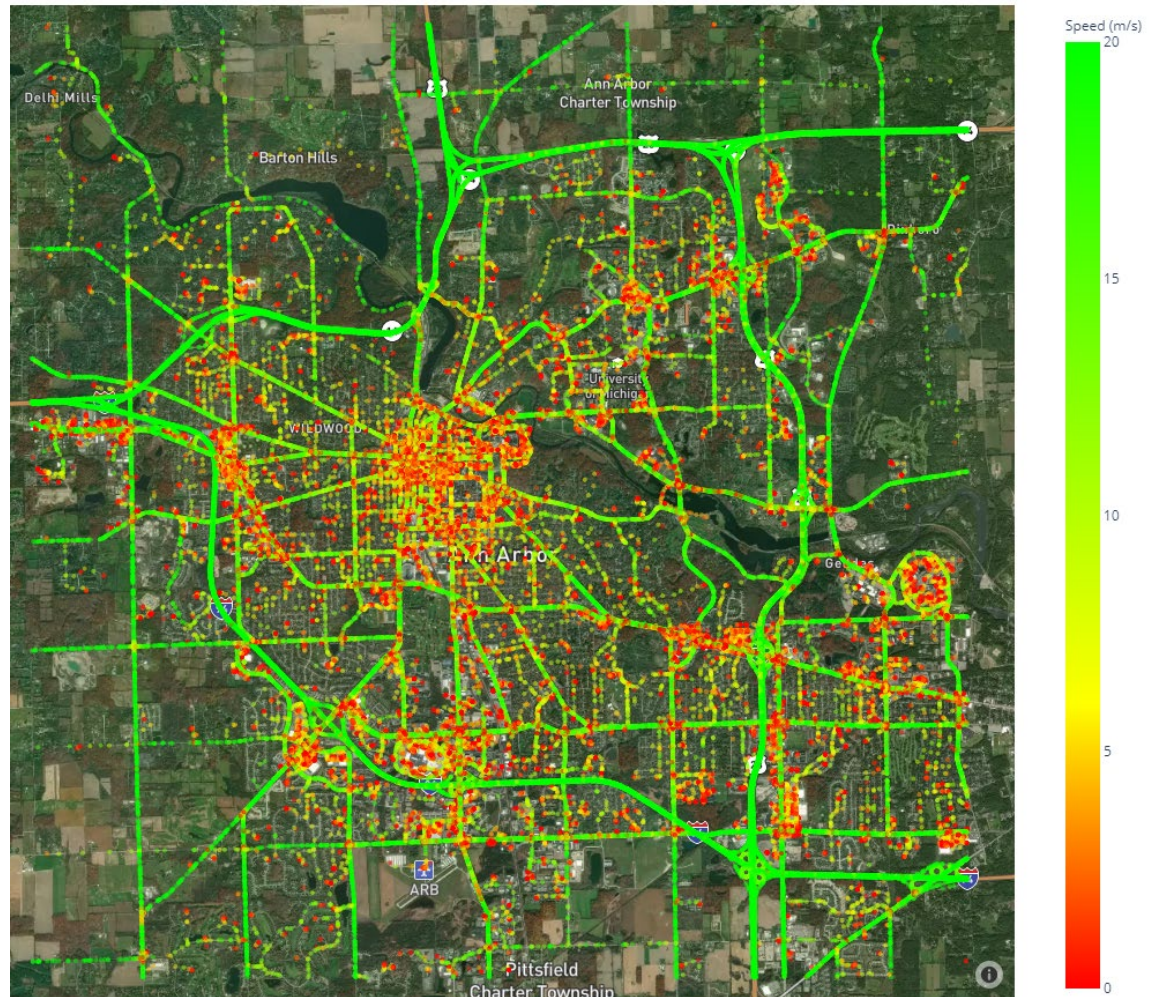 Speed (m/s)
20
15
10
5
0
Delhi Mills
Ann Arbor
Charter Township
Barton Hills
University
of Michig
WILDWOOD
Ann Arbor
ARB
Pittsfield
Charter Township